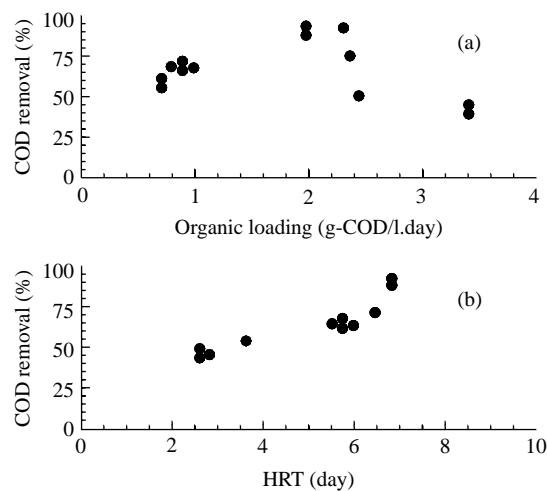 100
75
50
25
0
COD removal (%)
(a)
0 1 2 3 4
Organic loading (g-COD/l.day)
100
75
50
25
0
COD removal (%)
(b)
0 2 4 6 8 10
HRT (day)